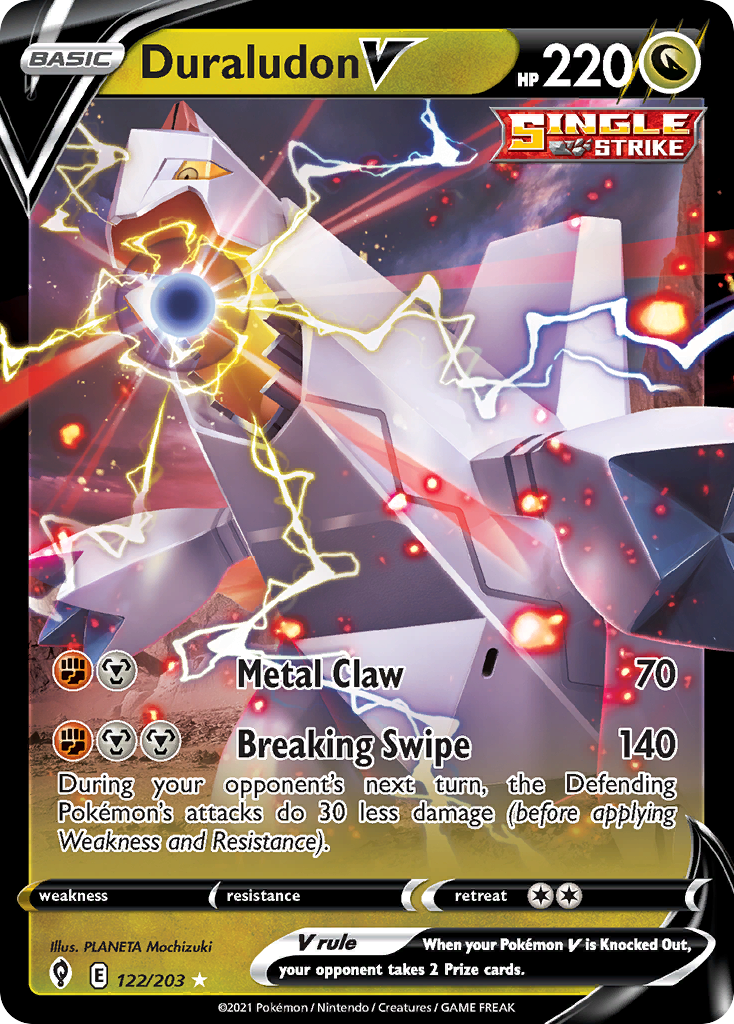 BASIC Duraludon V HP 220
SINGLE
STRIKE
Metal Claw 70
Breaking Swipe 140
During your opponent's next turn, the Defending
Pokémon's attacks do 30 less damage (before applying
Weakness and Resistance).
weakness resistance retreat
Illus. PLANETA Mochizuki
V rule When your Pokémon V is Knocked Out,
your opponent takes 2 Prize cards.
E 122/203
©2021 Pokémon / Nintendo / Creatures / GAME FREAK